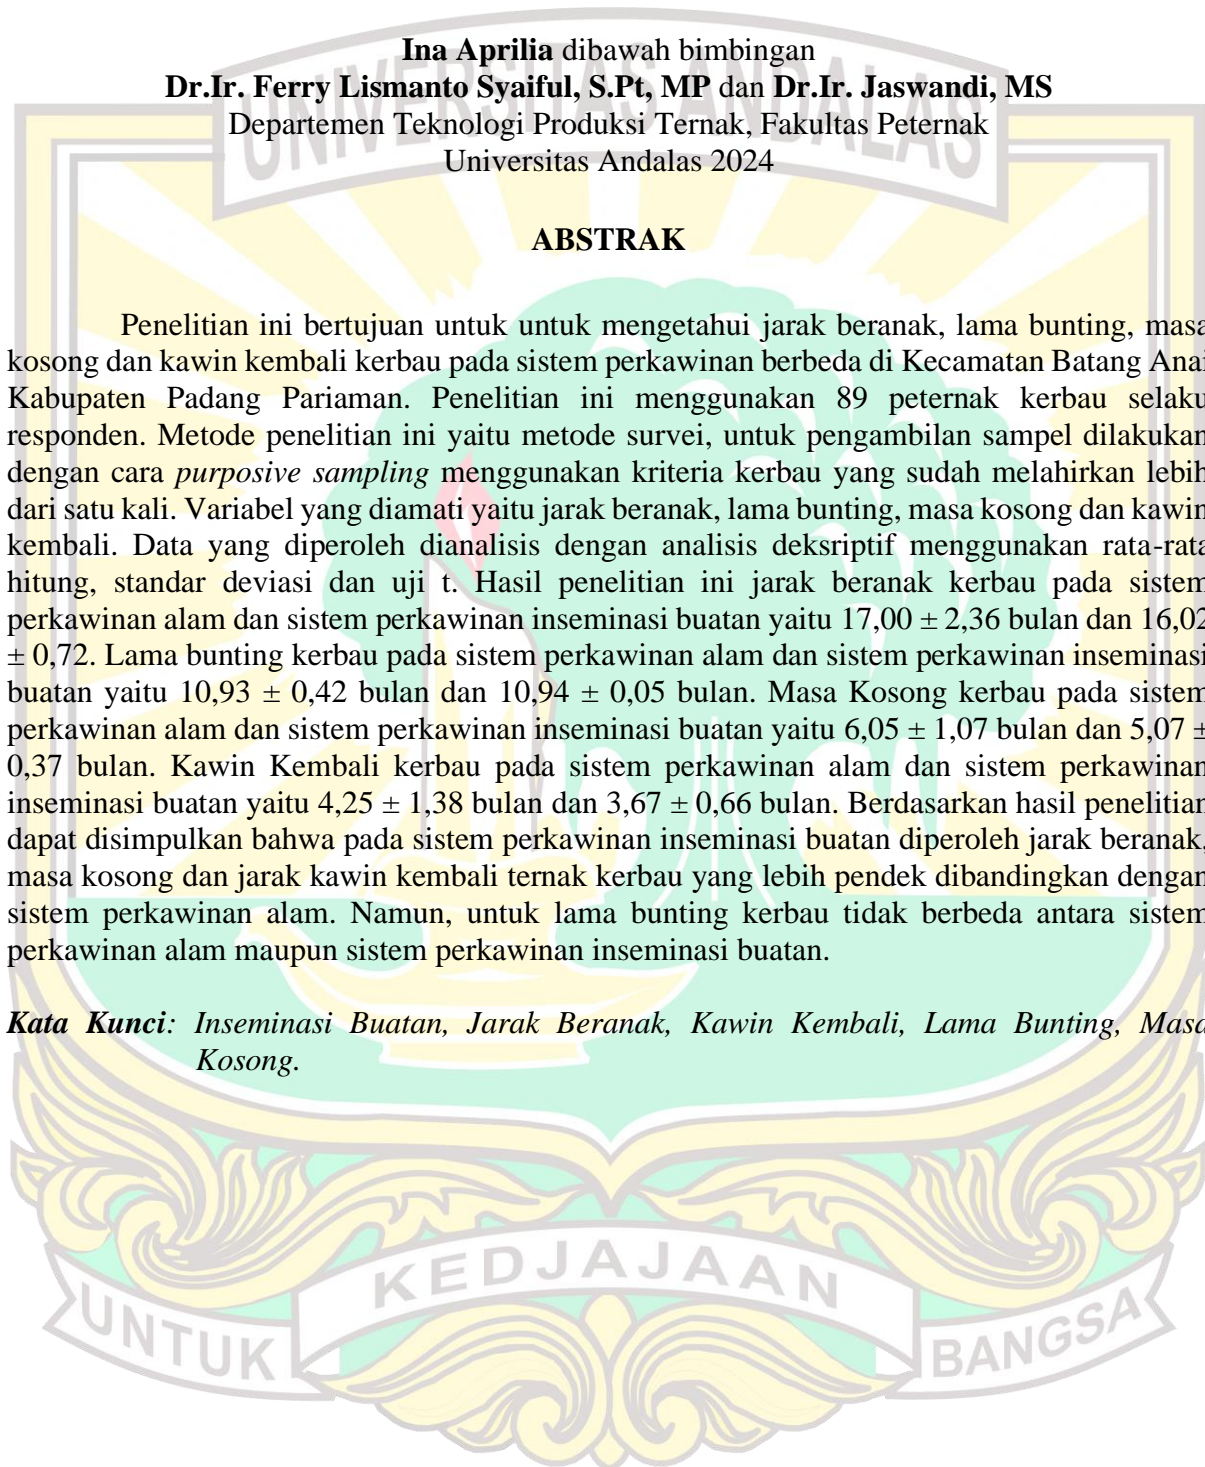 UNIVERSITAS ANDALAS
Ina Aprilia dibawah bimbingan
Dr.Ir. Ferry Lismanto Syaiful, S.Pt, MP dan Dr.Ir. Jaswandi, MS
Departemen Teknologi Produksi Ternak, Fakultas Peternak
Universitas Andalas 2024
ABSTRAK
Penelitian ini bertujuan untuk untuk mengetahui jarak beranak, lama bunting, masa
kosong dan kawin kembali kerbau pada sistem perkawinan berbeda di Kecamatan Batang Anai
Kabupaten Padang Pariaman. Penelitian ini menggunakan 89 peternak kerbau selaku
responden. Metode penelitian ini yaitu metode survei, untuk pengambilan sampel dilakukan
dengan cara purposive sampling menggunakan kriteria kerbau yang sudah melahirkan lebih
dari satu kali. Variabel yang diamati yaitu jarak beranak, lama bunting, masa kosong dan kawin
kembali. Data yang diperoleh dianalisis dengan analisis deksriptif menggunakan rata-rata
hitung, standar deviasi dan uji t. Hasil penelitian ini jarak beranak kerbau pada sistem
perkawinan alam dan sistem perkawinan inseminasi buatan yaitu 17,00 ± 2,36 bulan dan 16,02
± 0,72. Lama bunting kerbau pada sistem perkawinan alam dan sistem perkawinan inseminasi
buatan yaitu 10,93 ± 0,42 bulan dan 10,94 ± 0,05 bulan. Masa Kosong kerbau pada sistem
perkawinan alam dan sistem perkawinan inseminasi buatan yaitu 6,05 ± 1,07 bulan dan 5,07 ±
0,37 bulan. Kawin Kembali kerbau pada sistem perkawinan alam dan sistem perkawinan
inseminasi buatan yaitu 4,25 ± 1,38 bulan dan 3,67 ± 0,66 bulan. Berdasarkan hasil penelitian
dapat disimpulkan bahwa pada sistem perkawinan inseminasi buatan diperoleh jarak beranak,
masa kosong dan jarak kawin kembali ternak kerbau yang lebih pendek dibandingkan dengan
sistem perkawinan alam. Namun, untuk lama bunting kerbau tidak berbeda antara sistem
perkawinan alam maupun sistem perkawinan inseminasi buatan.
Kata Kunci: Inseminasi Buatan, Jarak Beranak, Kawin Kembali, Lama Bunting, Masa
Kosong.
UNTUK KEDJAJAAN BANGSA